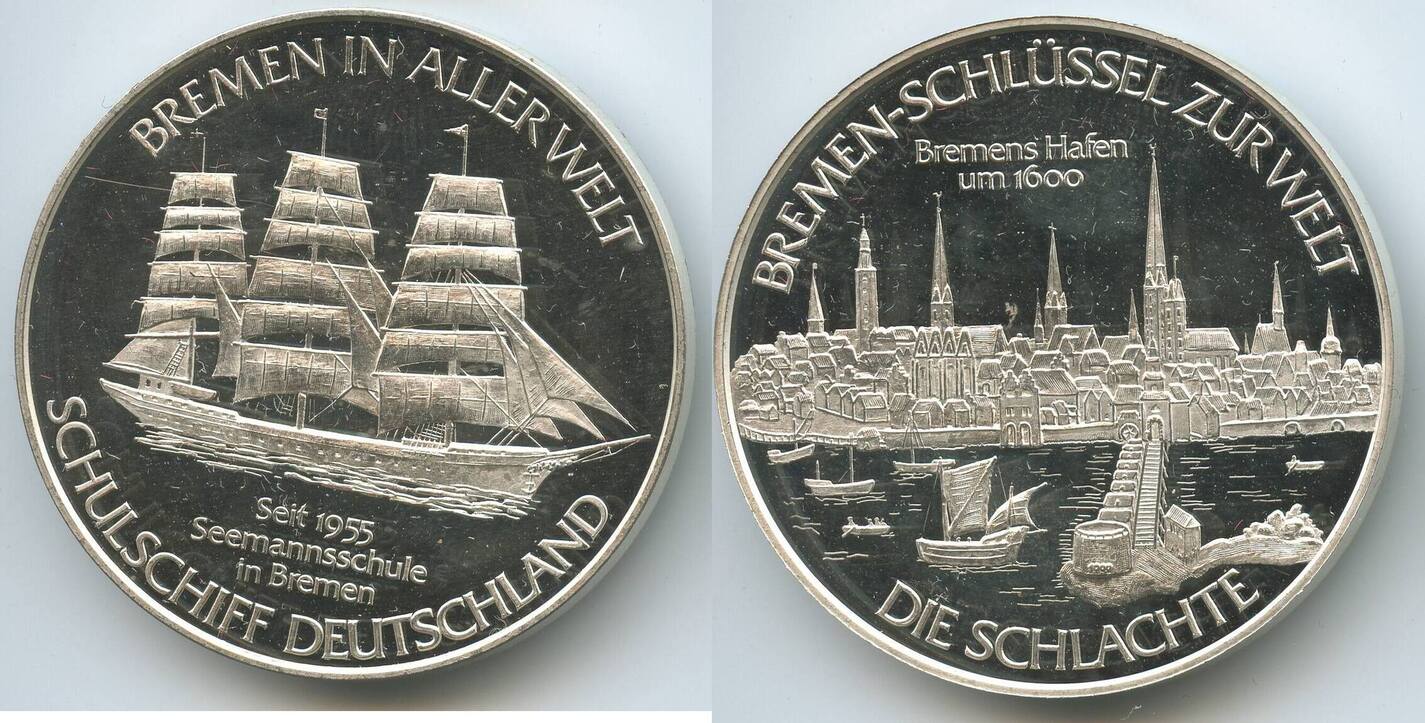 BREMEN IN ALLER WELT
Seit 1955
Seemannsschule
in Bremen
SCHULSCHIFF DEUTSCHLAND
BREMEN-SCHLÜSSEL ZUR WELT
Bremens Hafen
um 1600
DIE SCHLACHTE